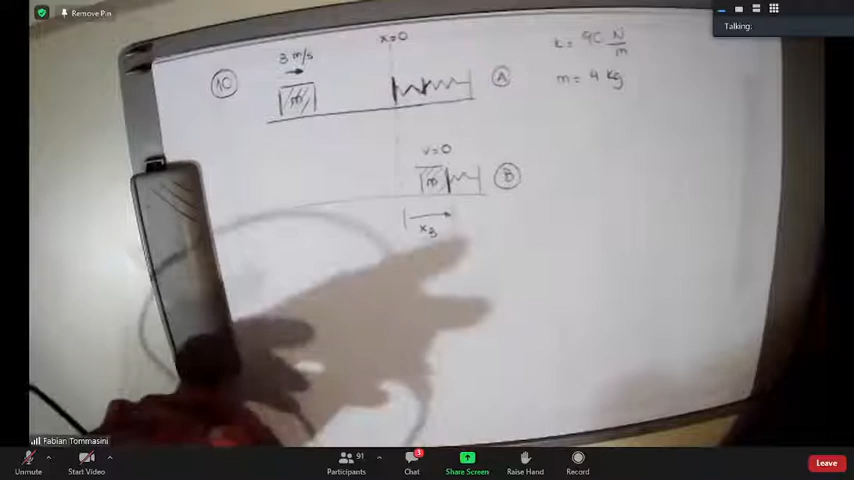 Remove Pin
Talking:
x=0
k= 90 N/m
3 m/s
10
m
A
m= 4 kg
v=0
m
B
x_B
Fabian Tommasini
Unmute
Start Video
91
Participants
3
Chat
Share Screen
Raise Hand
Record
Leave